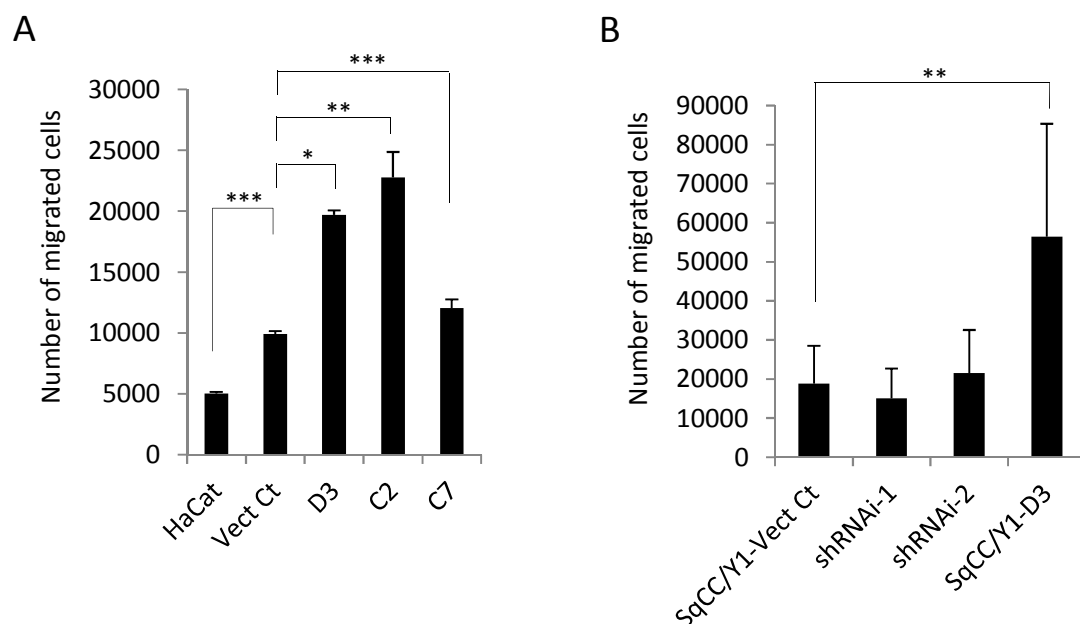 A
Number of migrated cells
30000
25000
20000
15000
10000
5000
0
***
***
**
*
HaCat
Vect Ct
D3
C2
C7
B
Number of migrated cells
90000
80000
70000
60000
50000
40000
30000
20000
10000
0
**
SqCC/Y1-Vect Ct
shRNAi-1
shRNAi-2
SqCC/Y1-D3